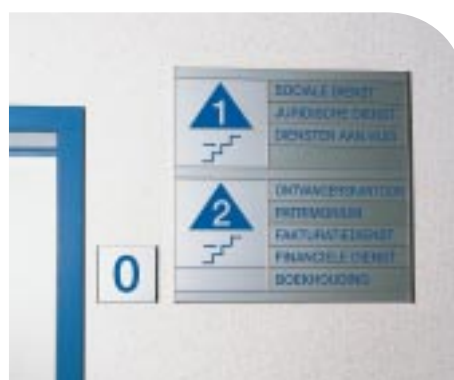 1
SOCIALE DIENST
JURIDISCHE DIENST
DIENSTEN AAN HUIS
2
ONTVANGERSKANTOOR
PATRIMONIUM
FAKTURATIEDIENST
FINANCIELE DIENST
BOEKHOUDING
0